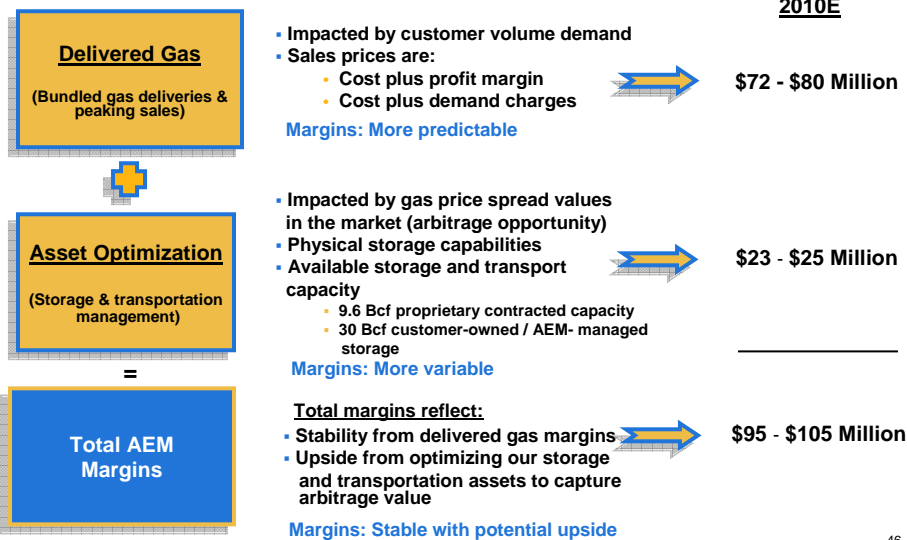 2010E
Delivered Gas
(Bundled gas deliveries &
peaking sales)
▪ Impacted by customer volume demand
▪ Sales prices are:
• Cost plus profit margin
• Cost plus demand charges
Margins: More predictable
$72 - $80 Million
Asset Optimization
(Storage & transportation
management)
▪ Impacted by gas price spread values
in the market (arbitrage opportunity)
▪ Physical storage capabilities
▪ Available storage and transport
capacity
▪ 9.6 Bcf proprietary contracted capacity
▪ 30 Bcf customer-owned / AEM- managed
storage
Margins: More variable
$23 - $25 Million
=
Total AEM
Margins
Total margins reflect:
▪ Stability from delivered gas margins
▪ Upside from optimizing our storage
and transportation assets to capture
arbitrage value
Margins: Stable with potential upside
$95 - $105 Million
46